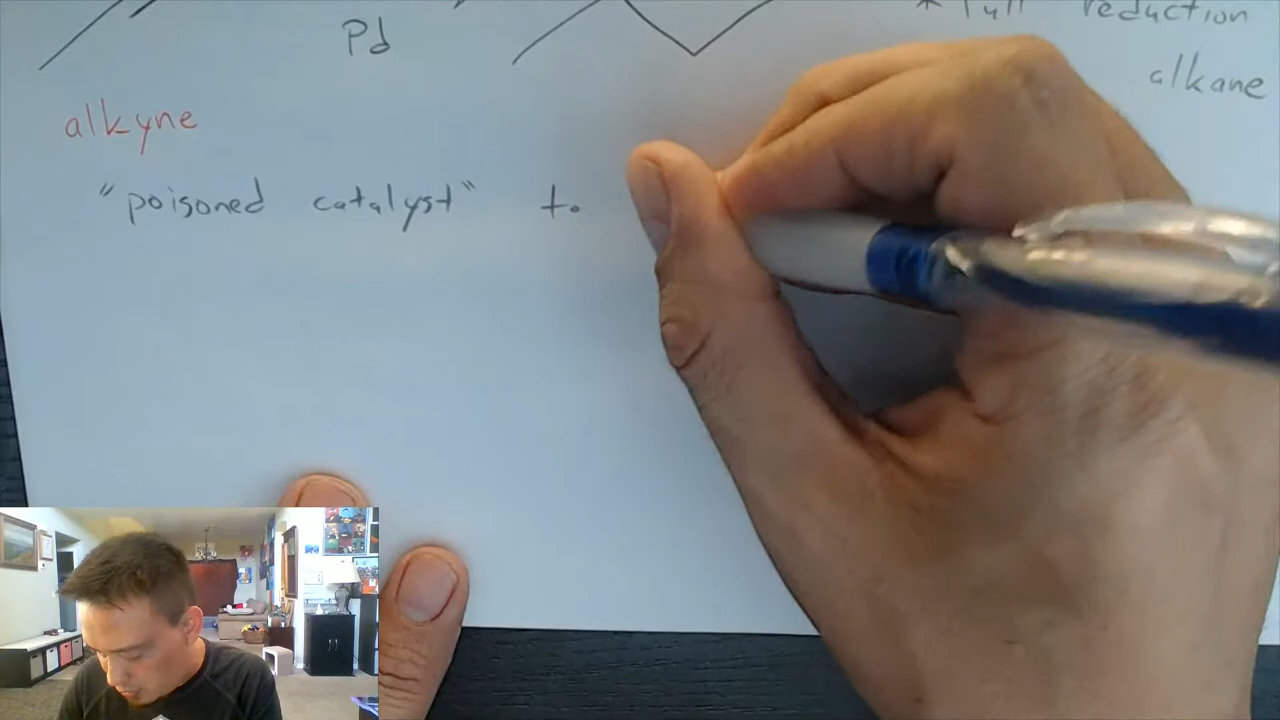 * full reduction
Pd
alkane
alkyne
"poisoned catalyst" to